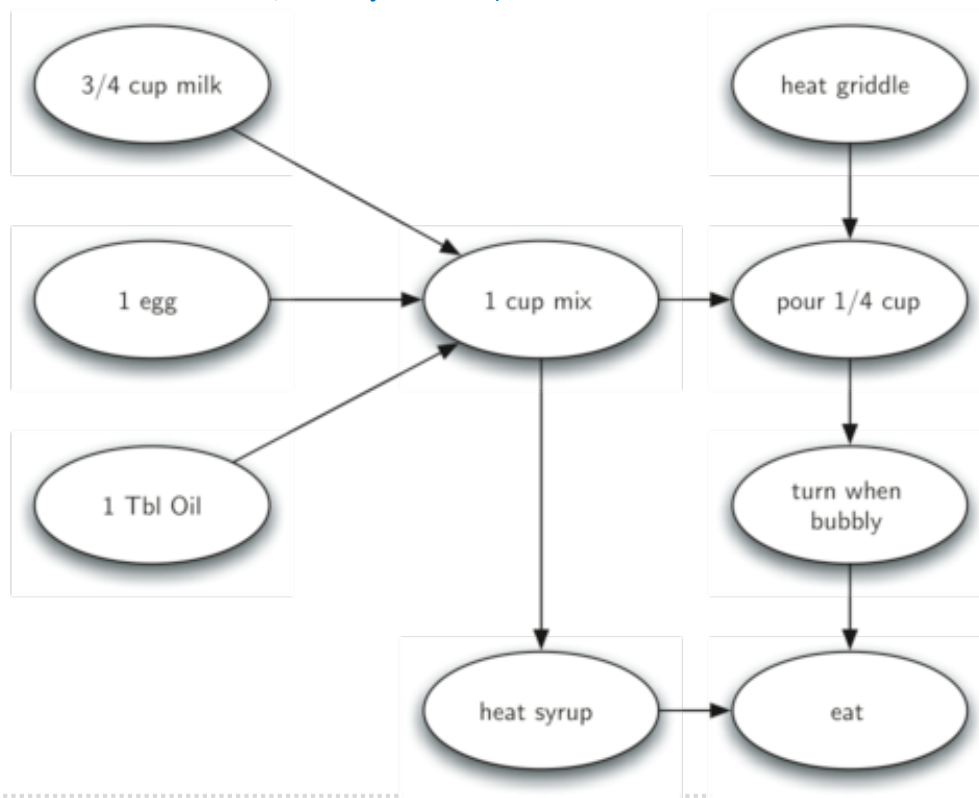 3/4 cup milk
heat griddle
1 egg
1 cup mix
pour 1/4 cup
1 Tbl Oil
turn when
bubbly
heat syrup
eat